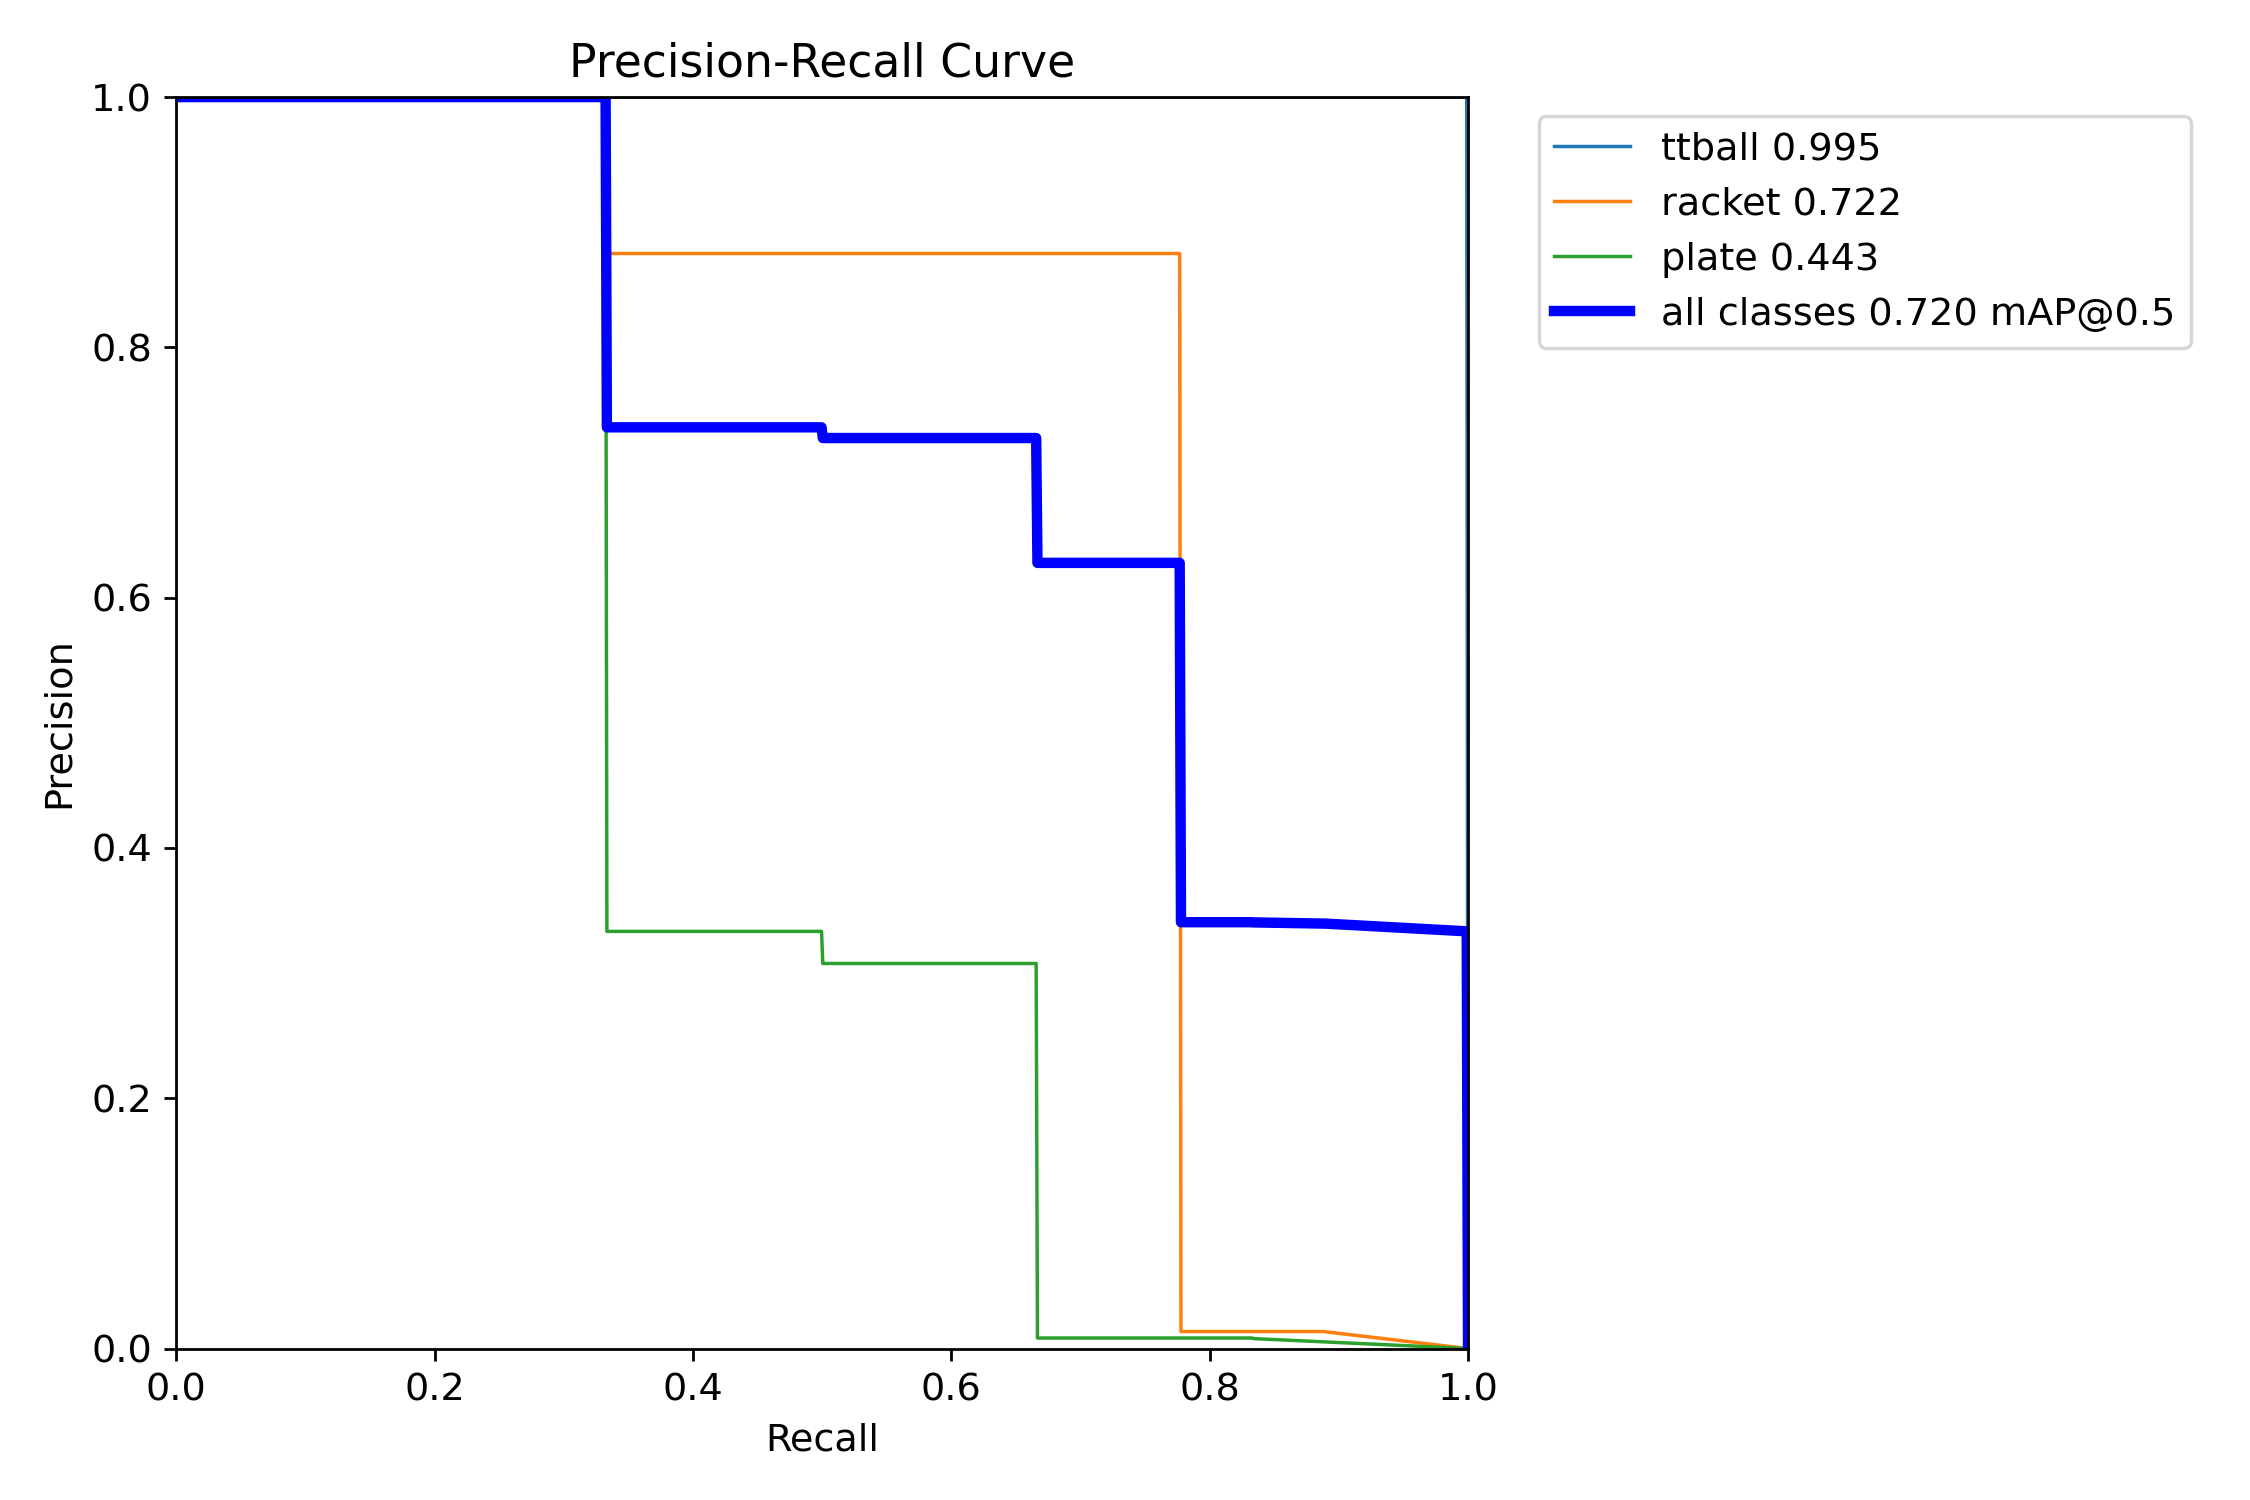 Precision-Recall Curve
1.0
0.8
0.6
0.4
0.2
0.0
Precision
0.0 0.2 0.4 0.6 0.8 1.0
Recall
ttball 0.995
racket 0.722
plate 0.443
all classes 0.720 mAP@0.5